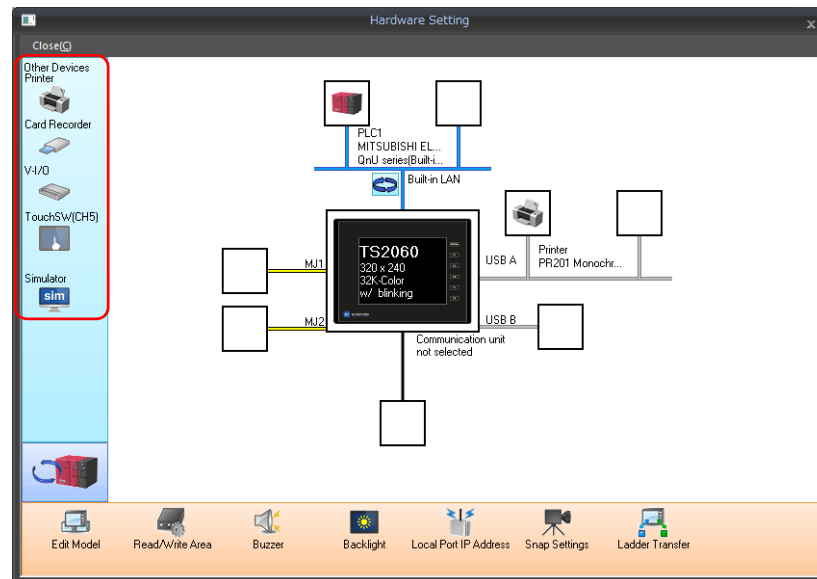 Hardware Setting
x
Close(C)
Other Devices
Printer
Card Recorder
V-I/O
TouchSW(CH5)
Simulator
sim
PLC1
MITSUBISHI EL...
QnU series(Built-i...
Built-in LAN
TS2060
320 x 240
32K-Color
w/ blinking
MJ1
MJ2
USB A
Printer
PR201 Monochr...
USB B
Communication unit
not selected
Edit Model
Read/Write Area
Buzzer
Backlight
Local Port IP Address
Snap Settings
Ladder Transfer